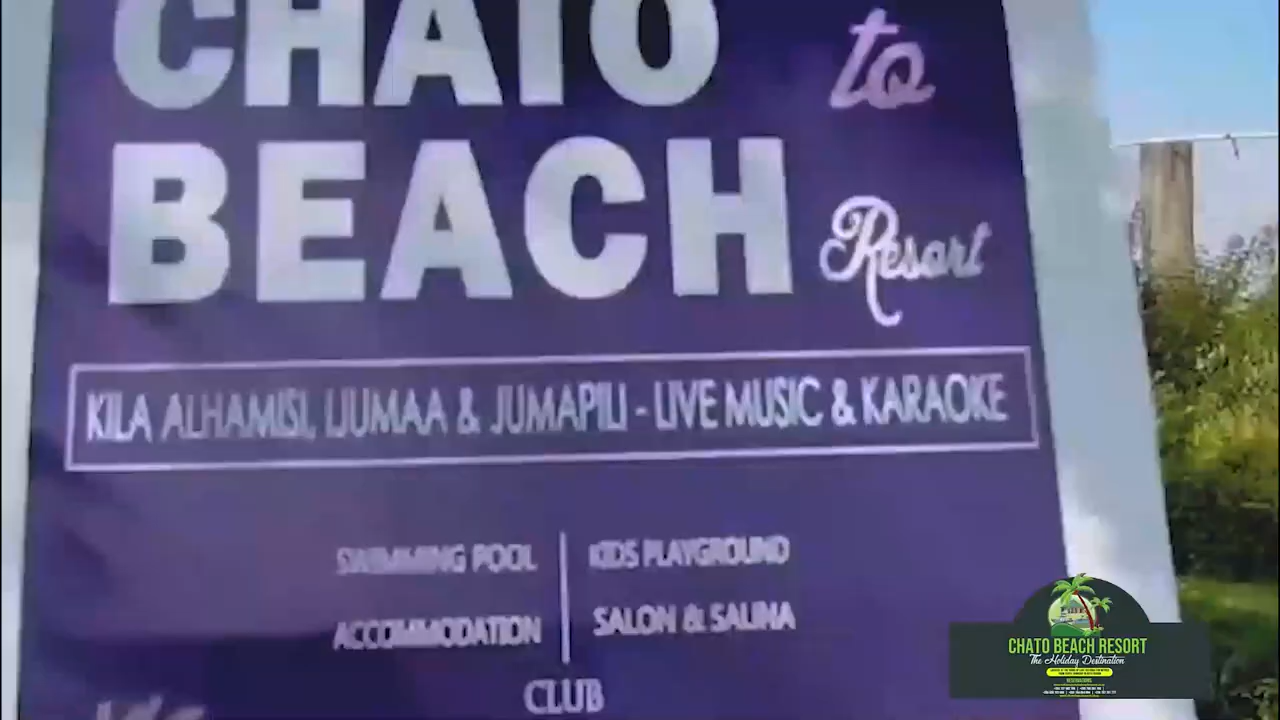 CHATO to
BEACH Resort
KILA ALHAMISI, IJUMAA & JUMAPILI - LIVE MUSIC & KARAOKE
SWIMMING POOL
KIDS PLAYGROUND
ACCOMMODATION
SALON & SAUNA
CLUB
CHATO BEACH RESORT
The Holiday Destination
RESERVATIONS